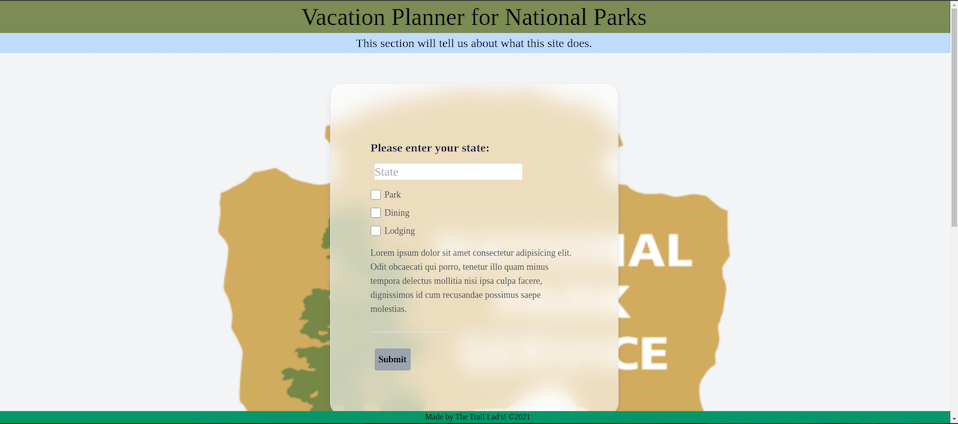 Vacation Planner for National Parks
This section will tell us about what this site does.
Please enter your state:
State
Park
Dining
Lodging
Lorem ipsum dolor sit amet consectetur adipisicing elit.
Odit obcaecati qui porro, tenetur illo quam minus
tempora delectus mollitia nisi ipsa culpa facere,
dignissimos id cum recusandae possimus saepe
molestias.
Submit
Made by The Trail Lad's! ©2021